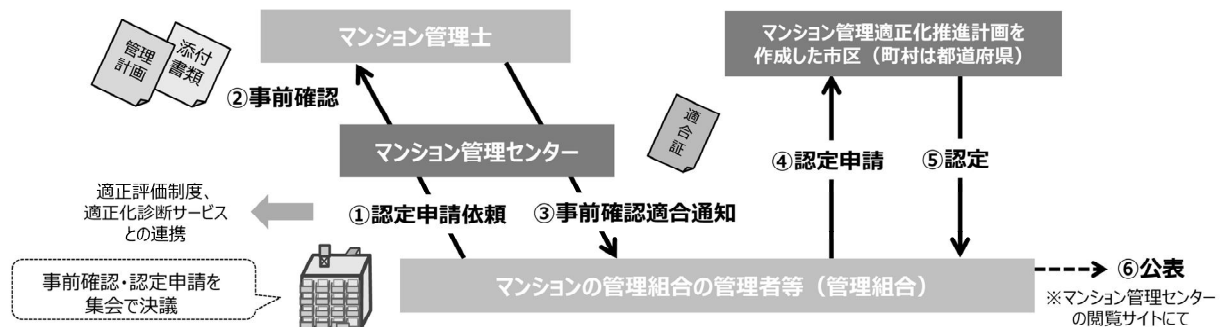 マンション管理士
マンション管理適正化推進計画を
作成した市区（町村は都道府県）
管理
計画
添付
書類
②事前確認
適合証
マンション管理センター
④認定申請
⑤認定
適正評価制度、
適正化診断サービス
との連携
①認定申請依頼
③事前確認適合通知
事前確認・認定申請を
集会で決議
マンションの管理組合の管理者等（管理組合）
⑥公表
※マンション管理センター
の閲覧サイトにて